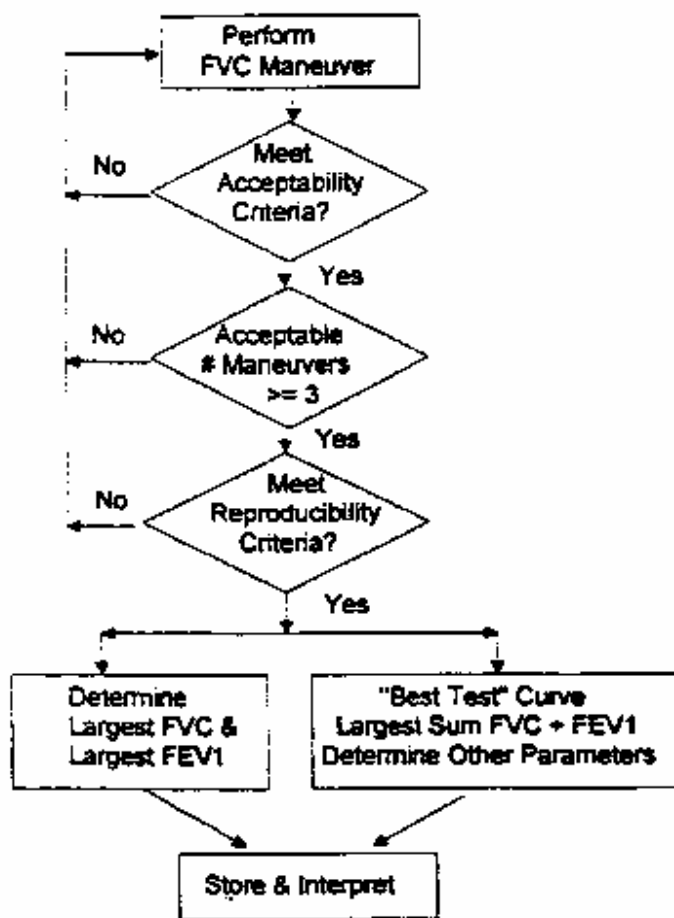 Perform
FVC Maneuver
Meet
Acceptability
Criteria?
No
Yes
Acceptable
# Maneuvers
>= 3
No
Yes
Meet
Reproducibility
Criteria?
No
Yes
Determine
Largest FVC &
Largest FEV1
"Best Test" Curve
Largest Sum FVC + FEV1
Determine Other Parameters
Store & Interpret